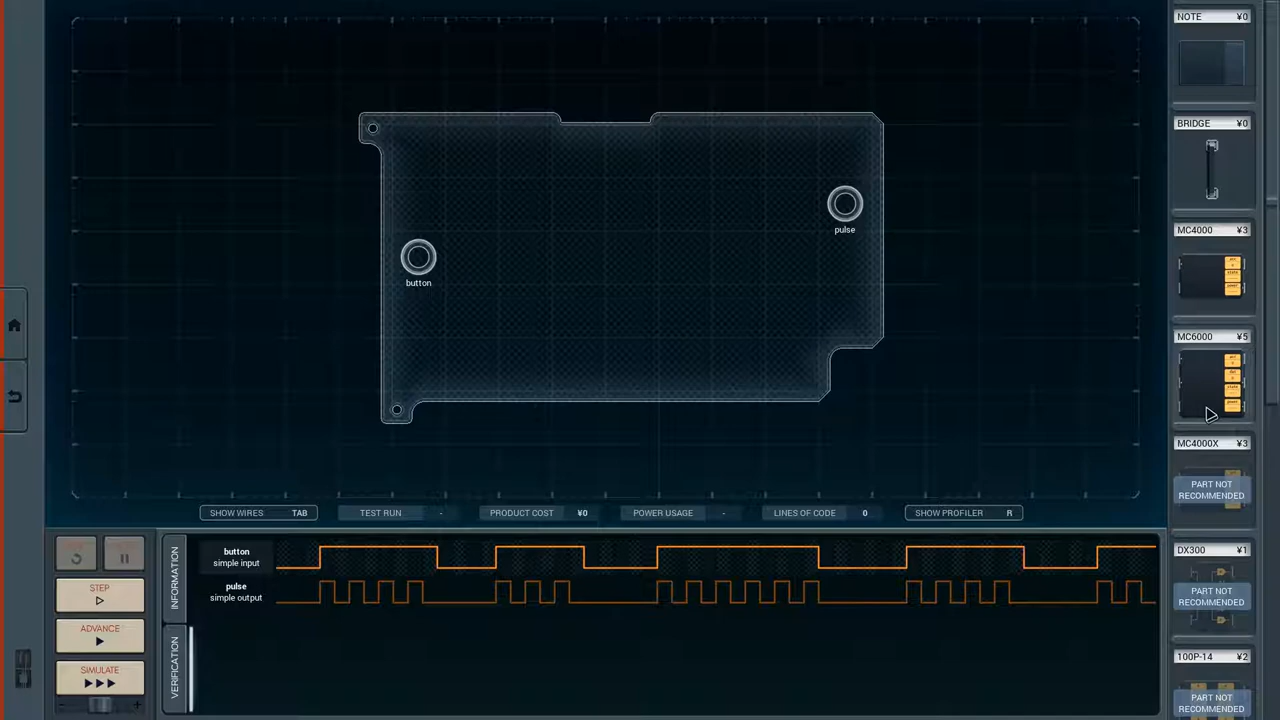 NOTE ¥0
BRIDGE ¥0
MC4000 ¥3
MC6000 ¥5
MC4000X ¥3
PART NOT
RECOMMENDED
DX300 ¥1
PART NOT
RECOMMENDED
100P-14 ¥2
PART NOT
RECOMMENDED
pulse
button
SHOW WIRES TAB
TEST RUN -
PRODUCT COST ¥0
POWER USAGE -
LINES OF CODE 0
SHOW PROFILER R
STEP
ADVANCE
SIMULATE
- +
INFORMATION
VERIFICATION
button
simple input
pulse
simple output